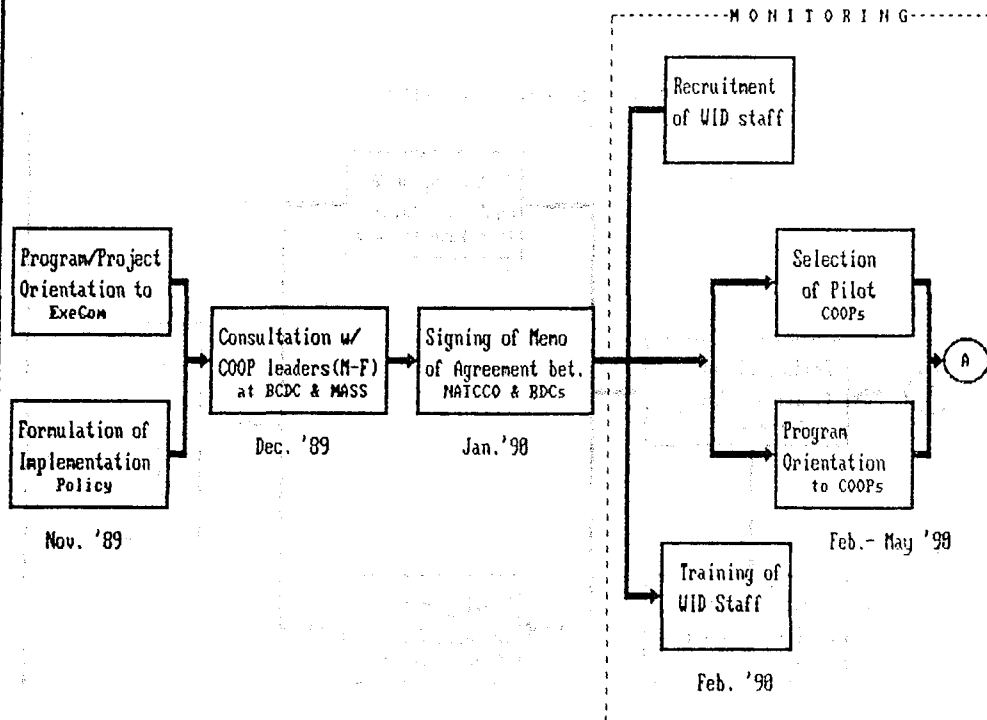 MONITORING
Recruitment
of WID staff
Program/Project
Orientation to
ExeCom
Selection
of Pilot
COOPs
Consultation w/
COOP leaders(M-F)
at BCDC & MASS
Signing of Memo
of Agreement bet.
NATCCO & RDCs
A
Formulation of
Implementation
Policy
Dec. '89
Jan.'90
Program
Orientation
to COOPs
Nov. '89
Feb.- May '90
Training of
WID Staff
Feb. '90